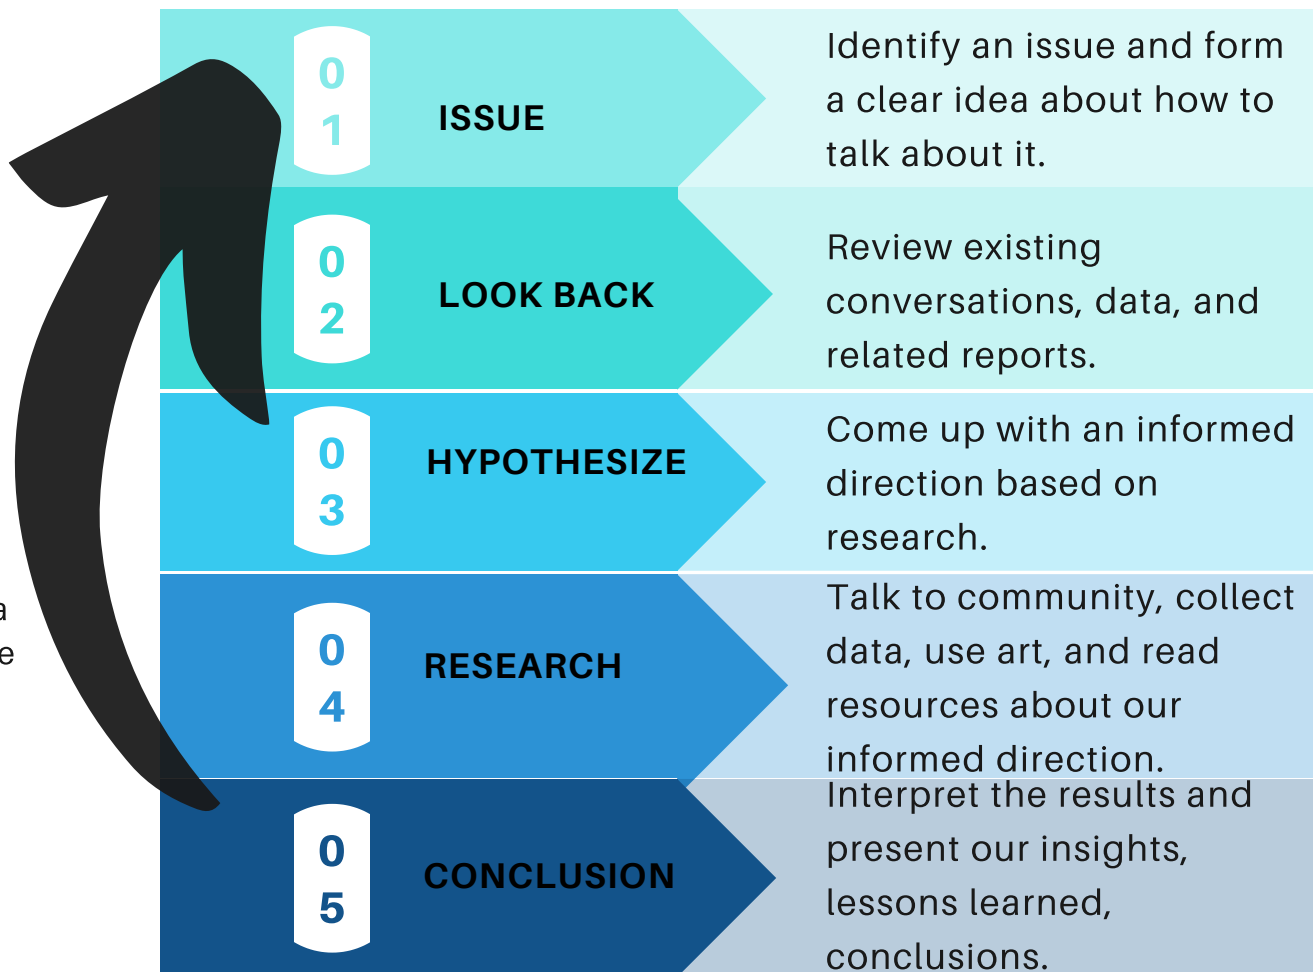 0
1
ISSUE
Identify an issue and form
a clear idea about how to
talk about it.
0
2
LOOK BACK
Review existing
conversations, data, and
related reports.
0
3
HYPOTHESIZE
Come up with an informed
direction based on
research.
a
e
0
4
RESEARCH
Talk to community, collect
data, use art, and read
resources about our
informed direction.
0
5
CONCLUSION
Interpret the results and
present our insights,
lessons learned,
conclusions.